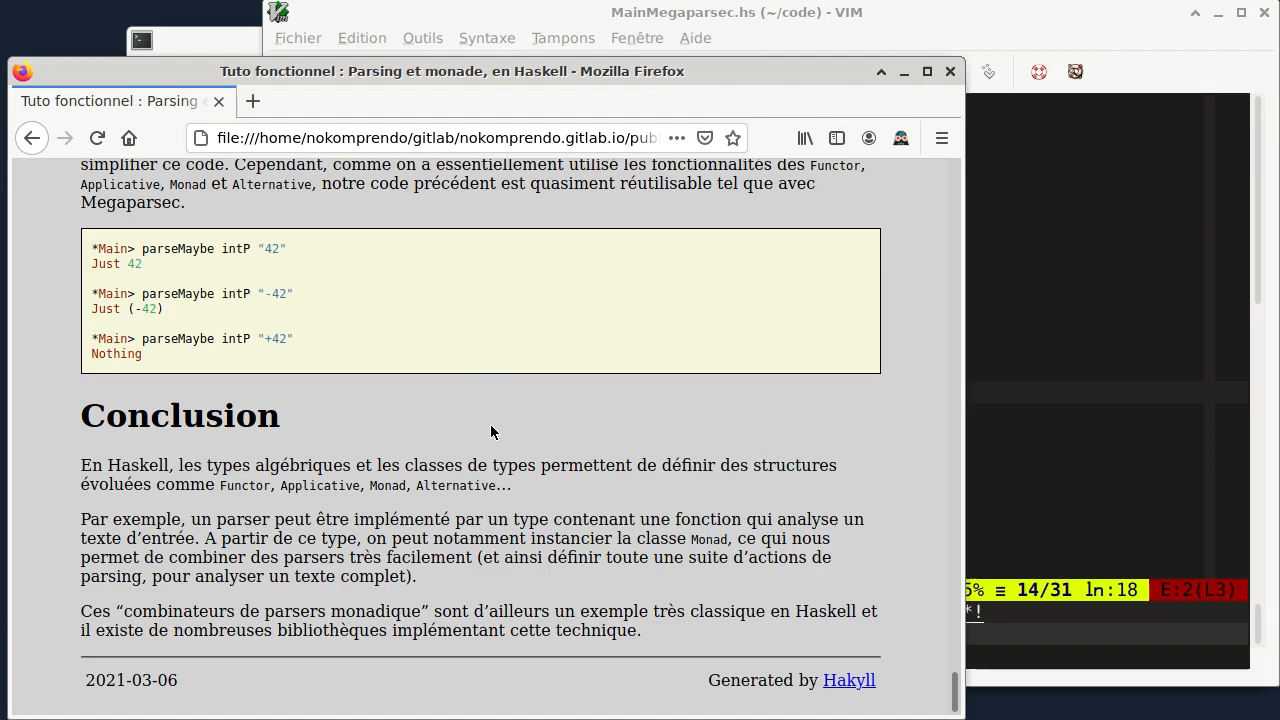 MainMegaparsec.hs (~/code) - VIM
Fichier Edition Outils Syntaxe Tampons Fenêtre Aide
Tuto fonctionnel : Parsing et monade, en Haskell - Mozilla Firefox
Tuto fonctionnel : Parsing
file:///home/nokomprendo/gitlab/nokomprendo.gitlab.io/pub
simplifier ce code. Cependant, comme on a essentiellement utilisé les fonctionnalités des Functor,
Applicative, Monad et Alternative, notre code précédent est quasiment réutilisable tel que avec
Megaparsec.
*Main> parseMaybe intP "42"
Just 42
*Main> parseMaybe intP "-42"
Just (-42)
*Main> parseMaybe intP "+42"
Nothing
Conclusion
En Haskell, les types algébriques et les classes de types permettent de définir des structures
évoluées comme Functor, Applicative, Monad, Alternative…
Par exemple, un parser peut être implémenté par un type contenant une fonction qui analyse un
texte d’entrée. A partir de ce type, on peut notamment instancier la classe Monad, ce qui nous
permet de combiner des parsers très facilement (et ainsi définir toute une suite d’actions de
parsing, pour analyser un texte complet).
Ces “combinateurs de parsers monadique” sont d’ailleurs un exemple très classique en Haskell et
il existe de nombreuses bibliothèques implémentant cette technique.
2021-03-06 Generated by Hakyll
5% ≡ 14/31 ln:18 E:2(L3)
*!